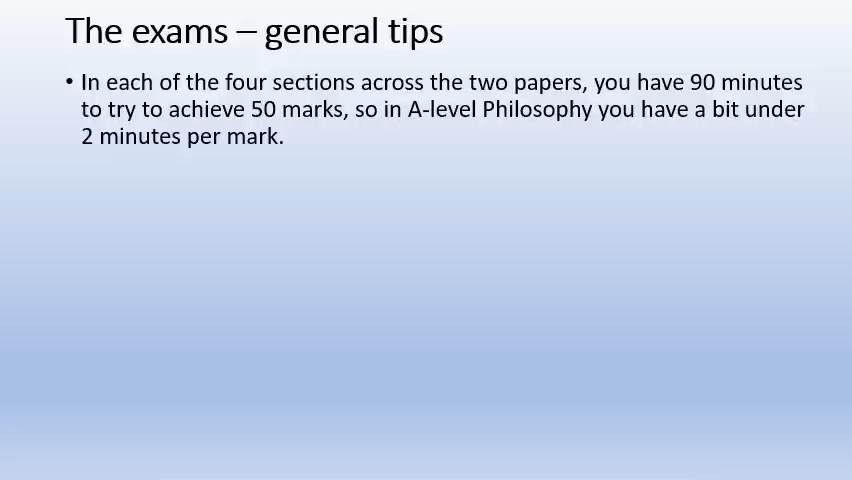 The exams – general tips
• In each of the four sections across the two papers, you have 90 minutes
to try to achieve 50 marks, so in A-level Philosophy you have a bit under
2 minutes per mark.